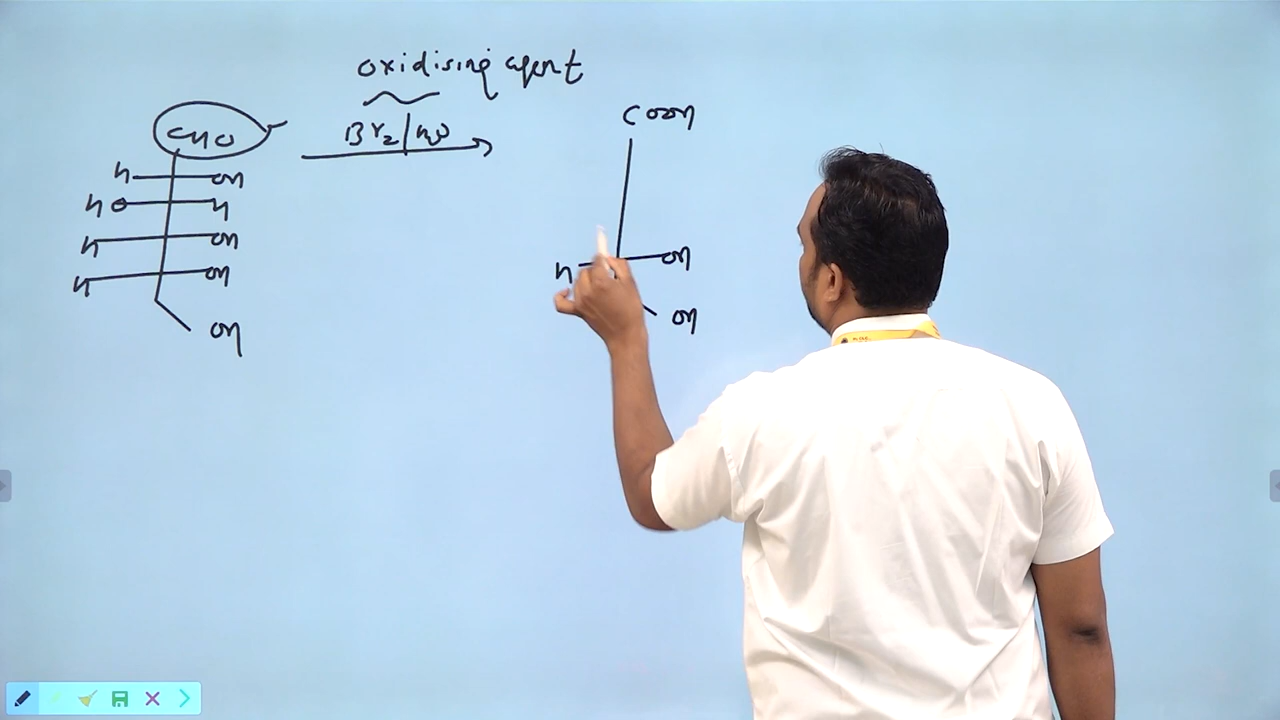 oxidising agent
CHO
Br₂/H₂O
COOH
H OH
HO H
H OH
H OH
H OH
OH
OH